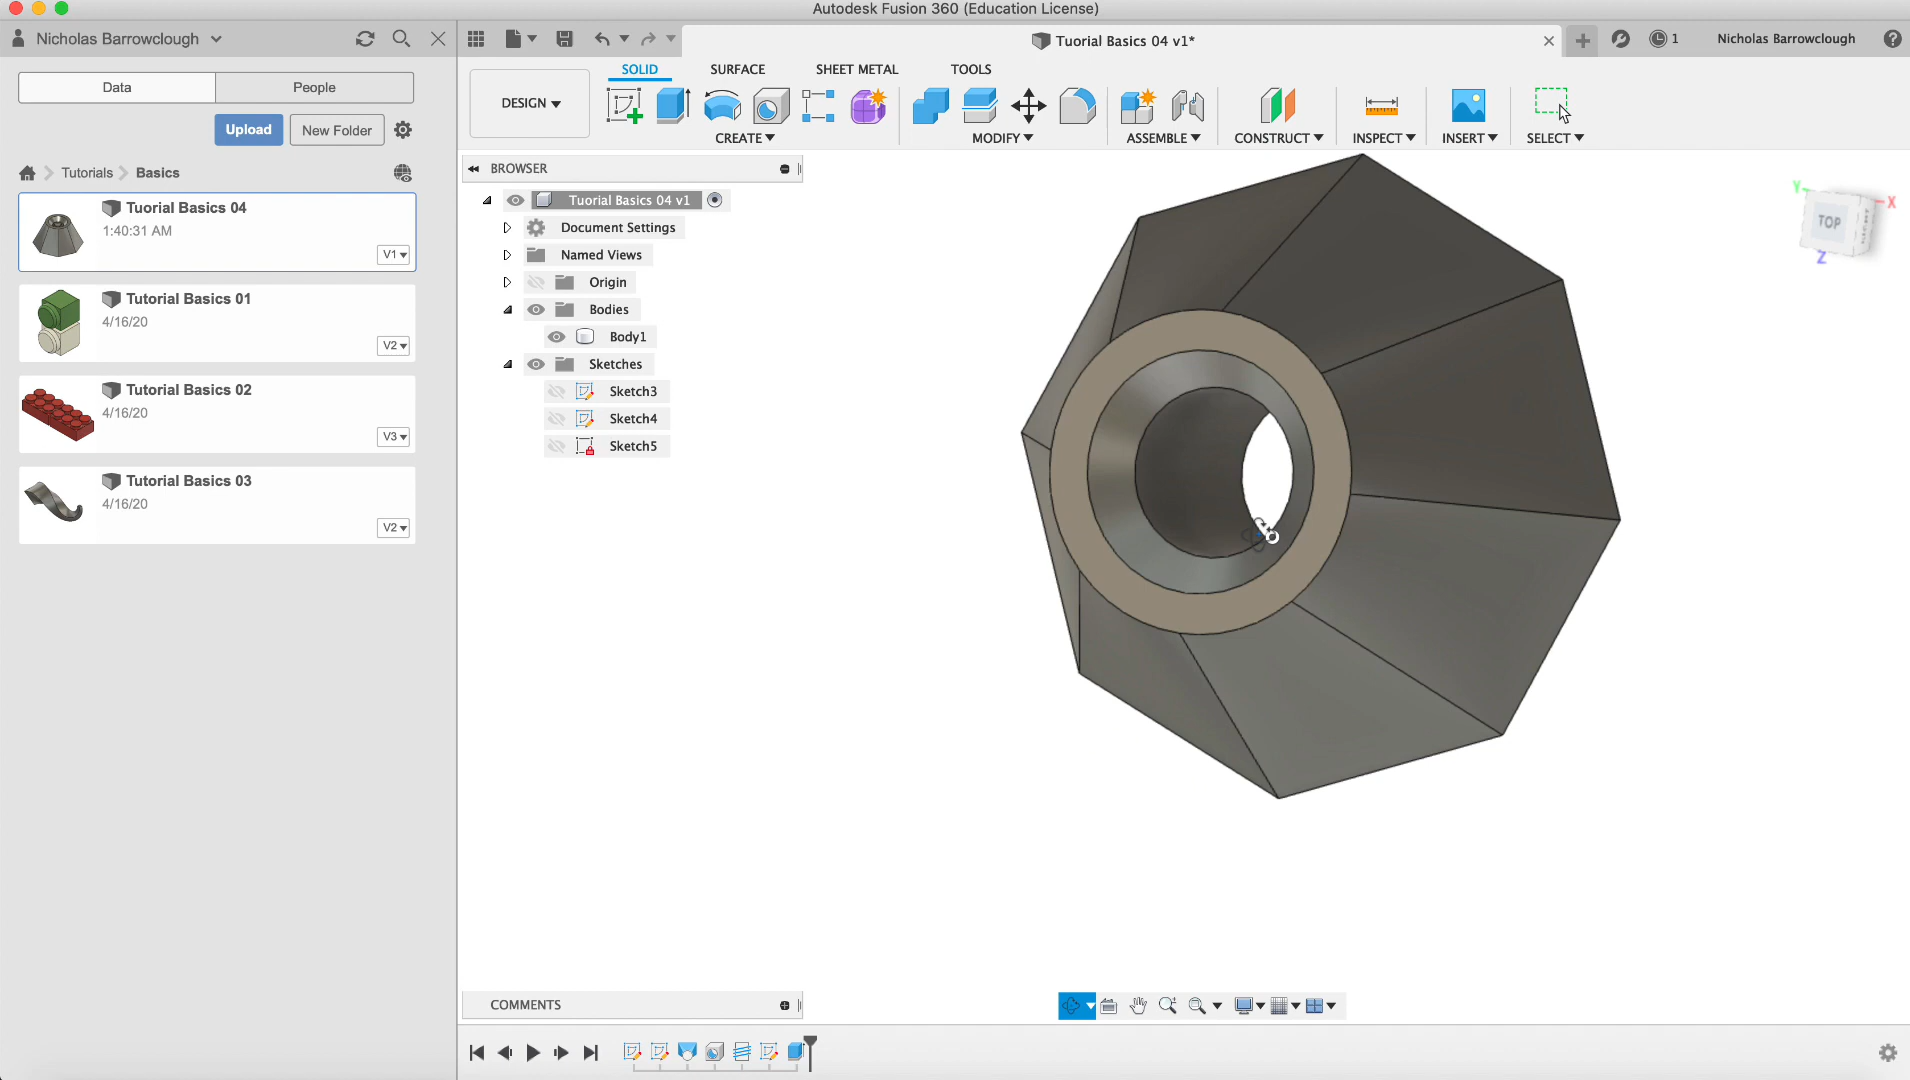 Autodesk Fusion 360 (Education License)
Nicholas Barrowclough
Tuorial Basics 04 v1*
1
Nicholas Barrowclough
Data
People
Upload
New Folder
Tutorials
Basics
Tuorial Basics 04
1:40:31 AM
V1
Tutorial Basics 01
4/16/20
V2
Tutorial Basics 02
4/16/20
V3
Tutorial Basics 03
4/16/20
V2
DESIGN
SOLID
SURFACE
SHEET METAL
TOOLS
CREATE
MODIFY
ASSEMBLE
CONSTRUCT
INSPECT
INSERT
SELECT
BROWSER
Tuorial Basics 04 v1
Document Settings
Named Views
Origin
Bodies
Body1
Sketches
Sketch3
Sketch4
Sketch5
Y
X
Z
TOP
RIGHT
COMMENTS